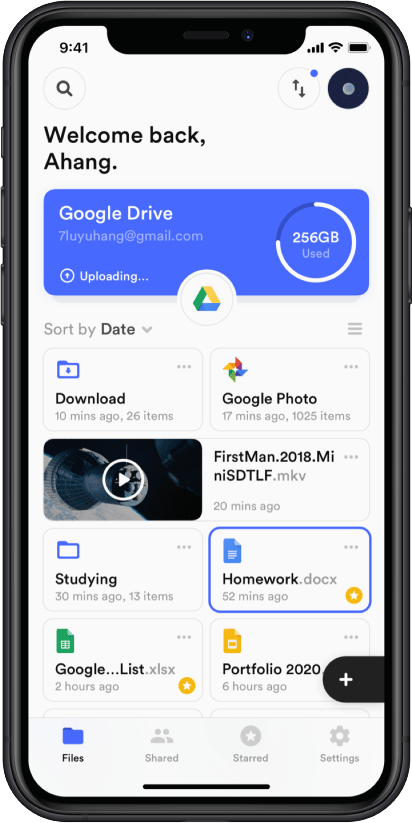 9:41
Welcome back,
Ahang.
Google Drive
7luyuhang@gmail.com
256GB
Used
Uploading...
Sort by Date
Download
10 mins ago, 26 items
Google Photo
17 mins ago, 1025 items
FirstMan.2018.Mi
niSDTLF.mkv
20 mins ago
Studying
30 mins ago, 13 items
Homework.docx
52 mins ago
Google...List.xlsx
2 hours ago
Portfolio 2020
6 hours ago
Files
Shared
Starred
Settings